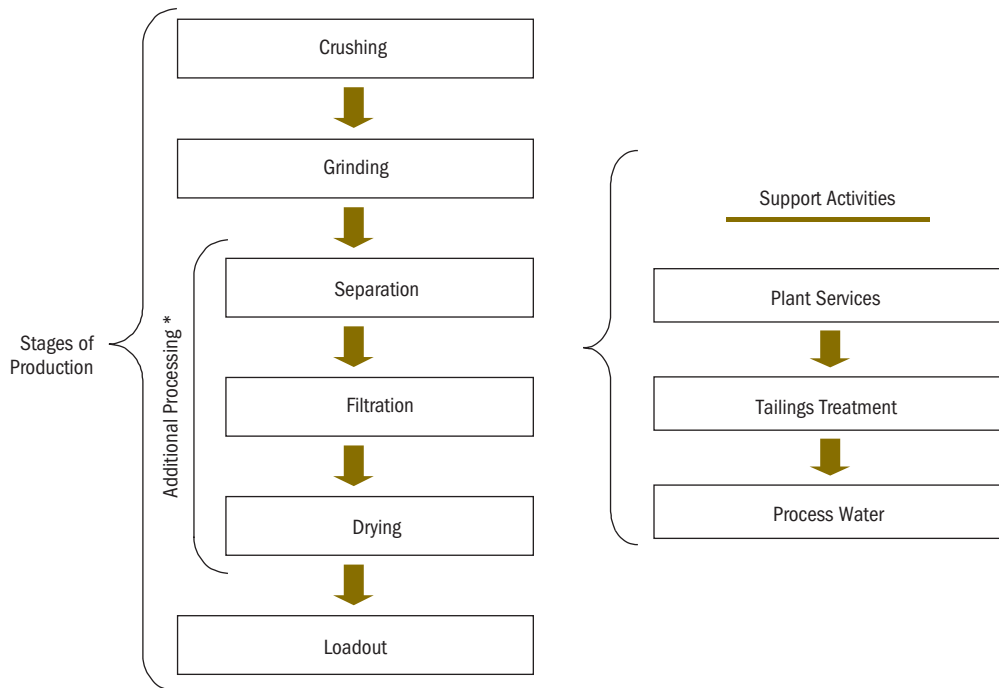 Crushing
Grinding
Separation
Filtration
Drying
Loadout
Stages of
Production
Additional Processing *
Support Activities
Plant Services
Tailings Treatment
Process Water